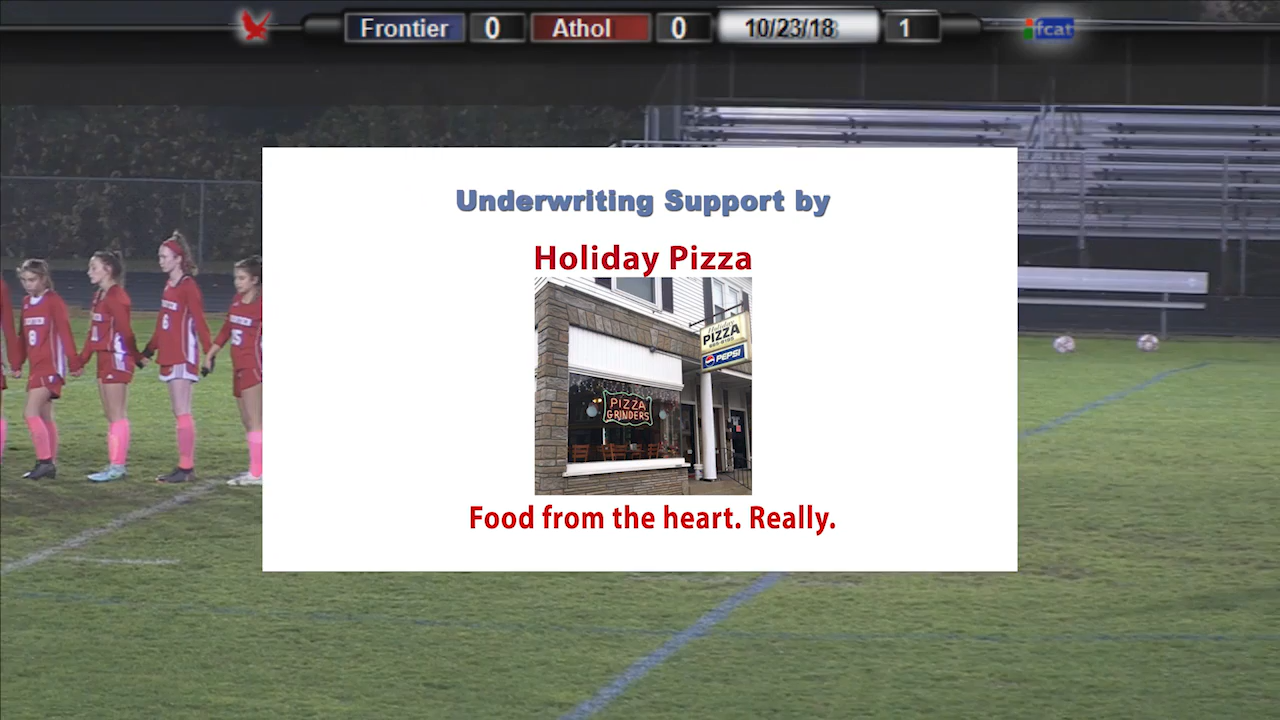 Frontier 0 Athol 0 10/23/18 1 fcat
Underwriting Support by
Holiday Pizza
Holiday
PIZZA
PEPSI
PIZZA
GRINDERS
Food from the heart. Really.